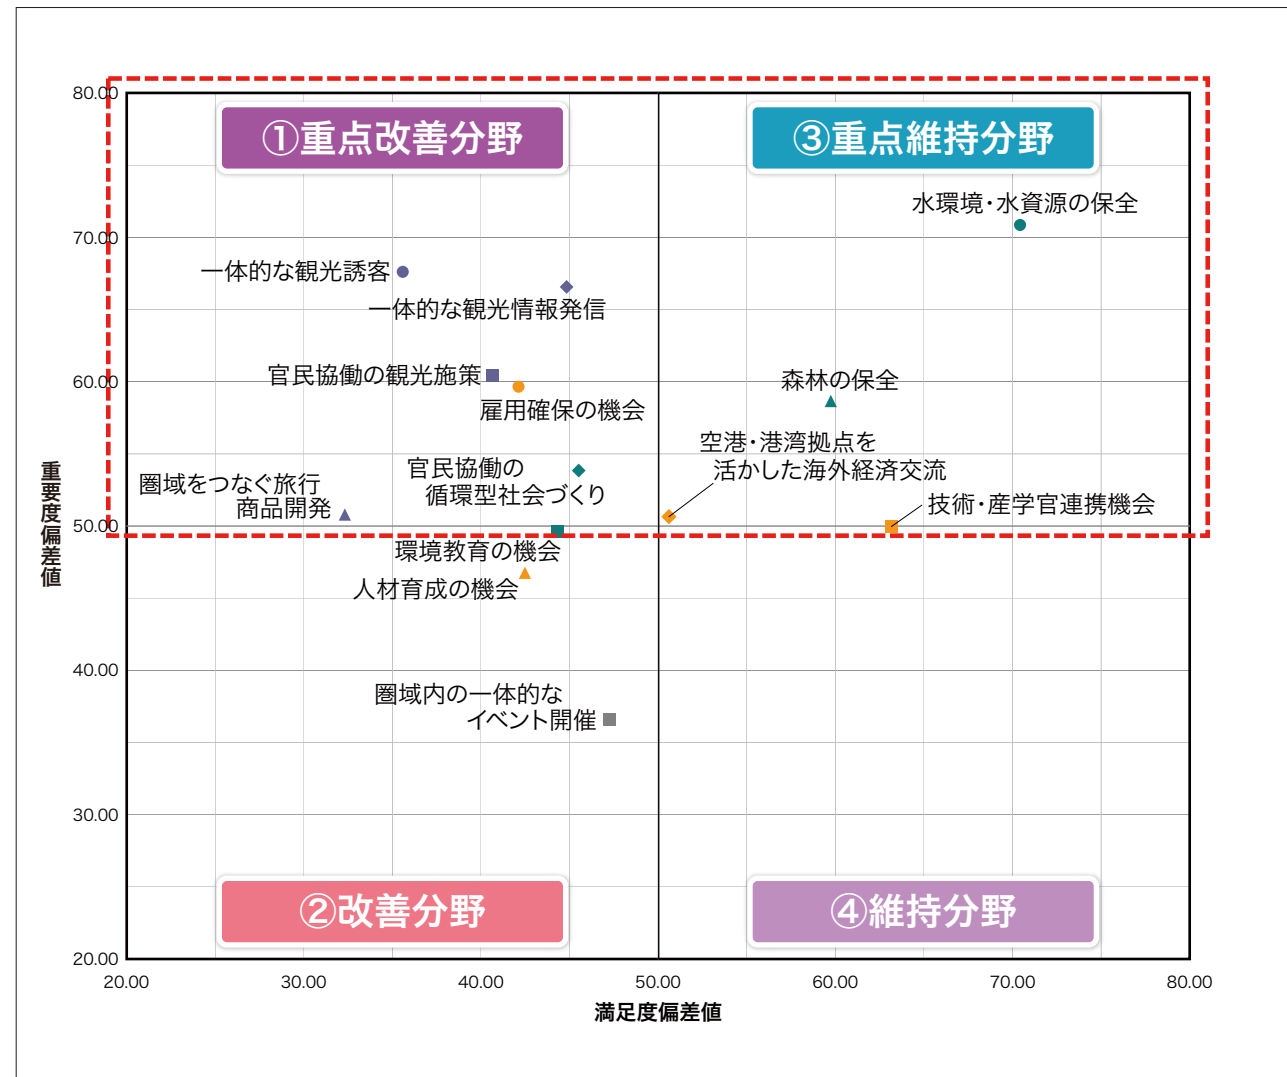 80.00
①重点改善分野
③重点維持分野
水環境・水資源の保全
70.00
一体的な観光誘客
一体的な観光情報発信
官民協働の観光施策
60.00
森林の保全
雇用確保の機会
空港・港湾拠点を
活かした海外経済交流
官民協働の
循環型社会づくり
圏域をつなぐ旅行
商品開発
技術・産学官連携機会
50.00
重要度偏差値
環境教育の機会
人材育成の機会
40.00
圏域内の一体的な
イベント開催
30.00
②改善分野
④維持分野
20.00
20.00 30.00 40.00 50.00 60.00 70.00 80.00
満足度偏差値